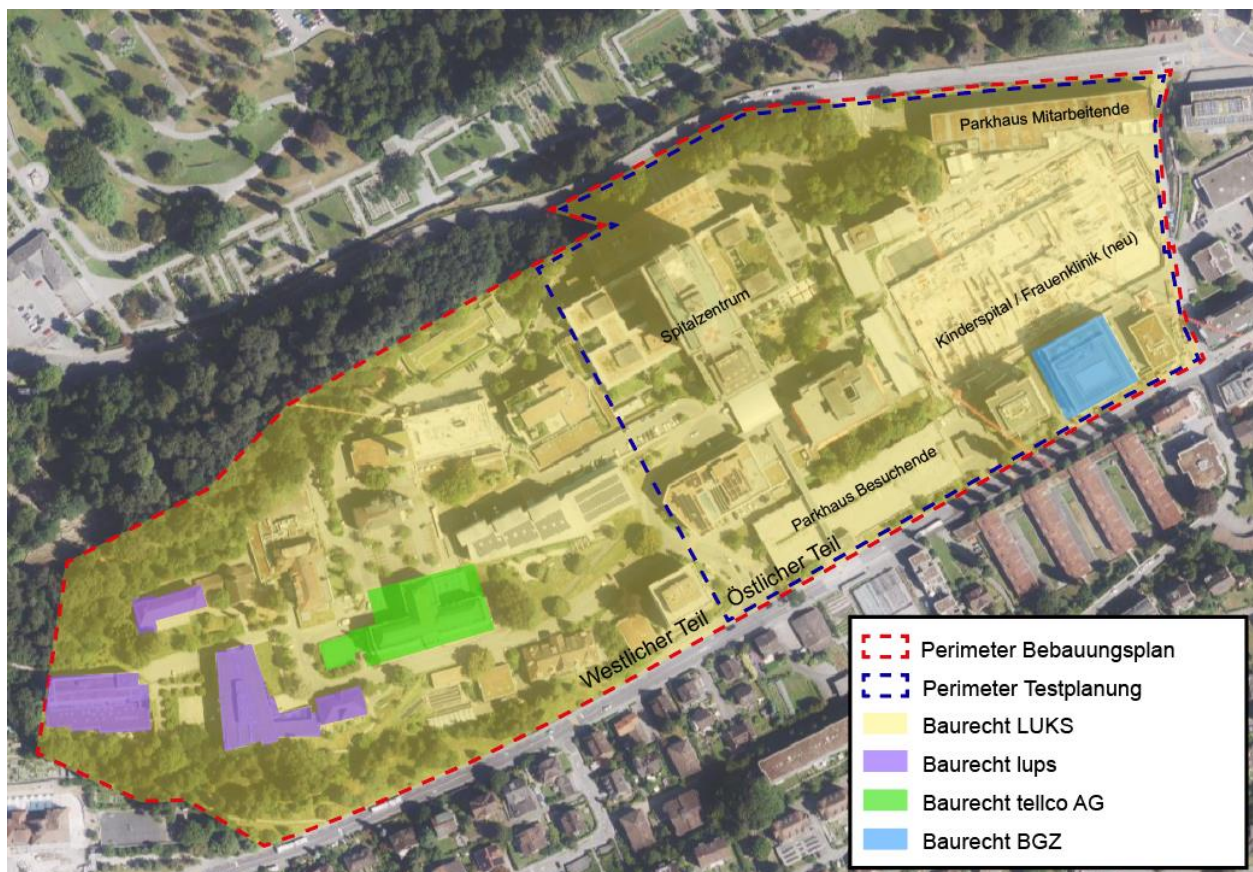 Parkhaus Mitarbeitende
Kinderspital / Frauenklinik (neu)
Spitalzentrum
Parkhaus Besuchende
Östlicher Teil
Westlicher Teil
Perimeter Bebauungsplan
Perimeter Testplanung
Baurecht LUKS
Baurecht lups
Baurecht tellco AG
Baurecht BGZ